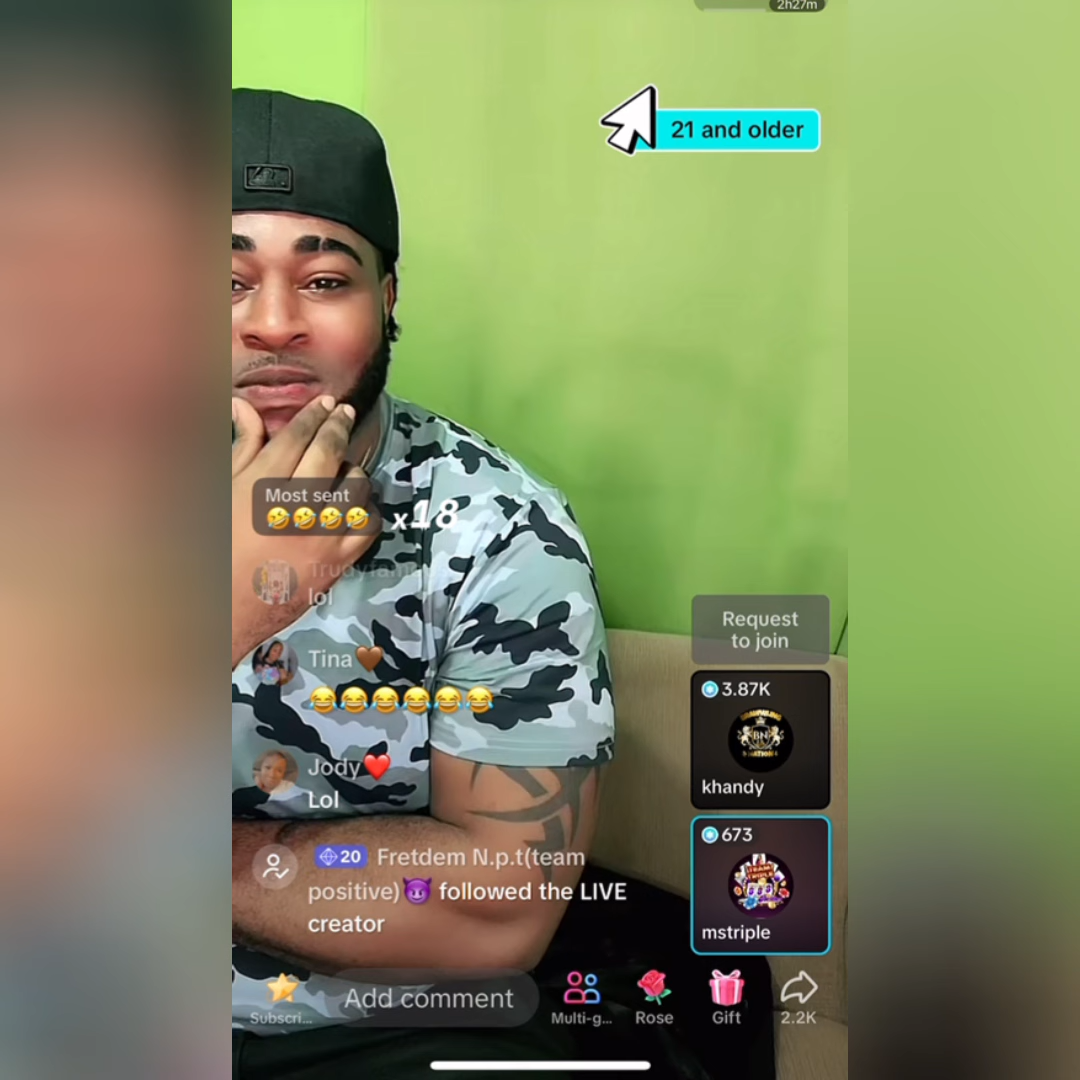 2h27m
21 and older
Most sent
🤣🤣🤣🤣 x18
lol
Tina🤎
😂😂😂😂😂😂
Jody❤️
Lol
20 Fretdem N.p.t(team
positive)😈 followed the LIVE
creator
Request
to join
3.87K
BN
khandy
673
mstriple
Subscri...
Add comment
Multi-g...
Rose
Gift
2.2K